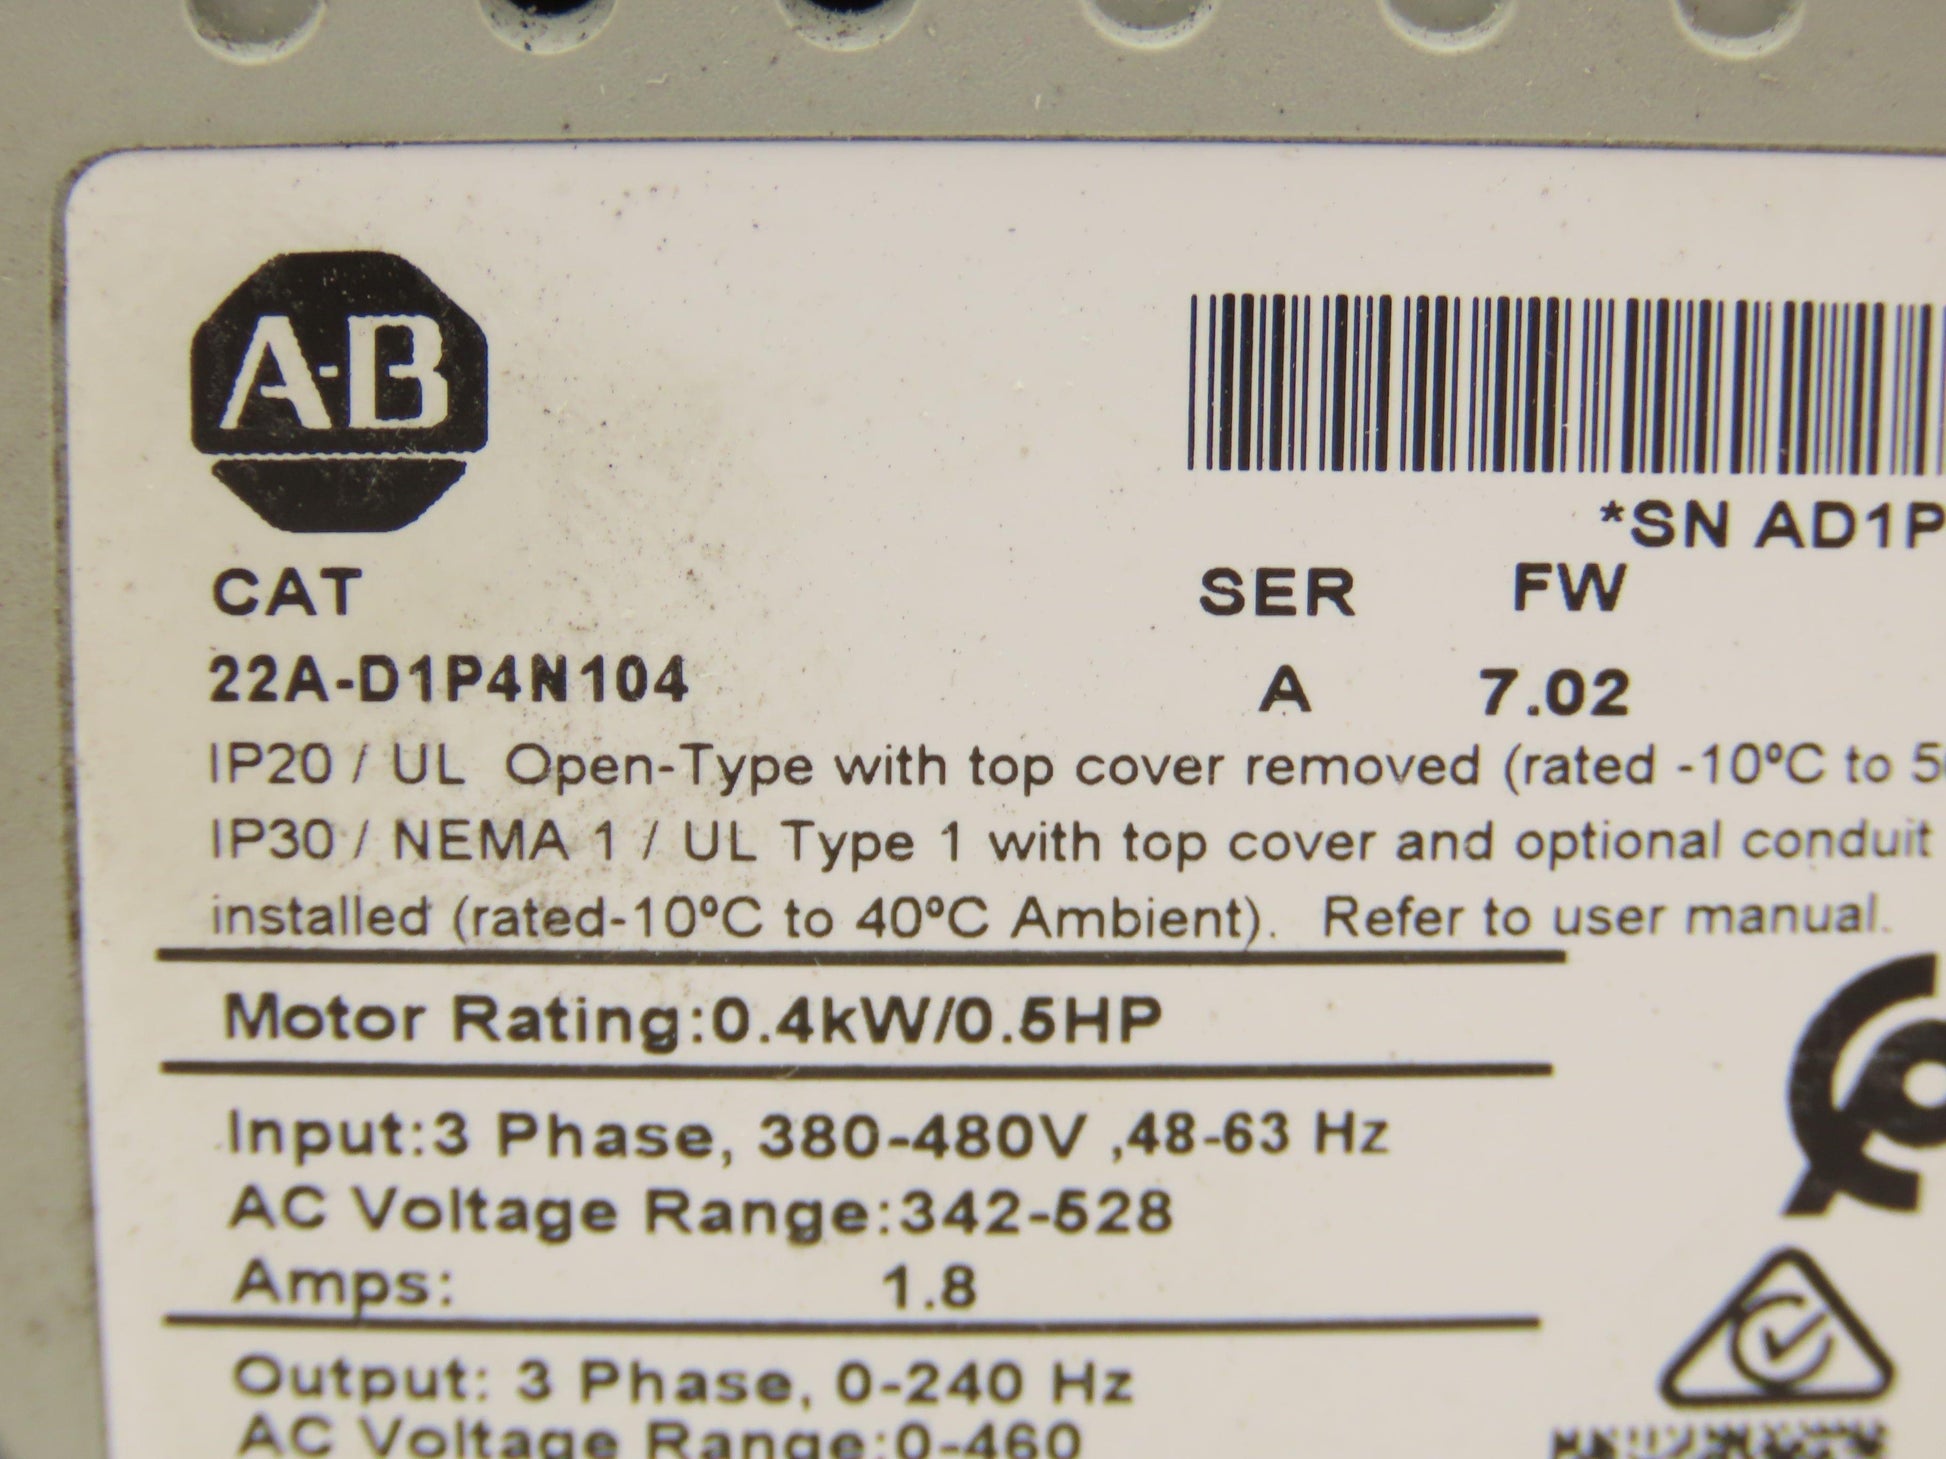 A-B
*SN AD1P
CAT SER FW
22A-D1P4N104 A 7.02
IP20 / UL Open-Type with top cover removed (rated -10ºC to
IP30 / NEMA 1 / UL Type 1 with top cover and optional conduit
installed (rated-10ºC to 40ºC Ambient). Refer to user manual.
Motor Rating:0.4kW/0.5HP
Input:3 Phase, 380-480V ,48-63 Hz
AC Voltage Range:342-528
Amps: 1.8
Output: 3 Phase, 0-240 Hz
AC Voltage Range:0-460